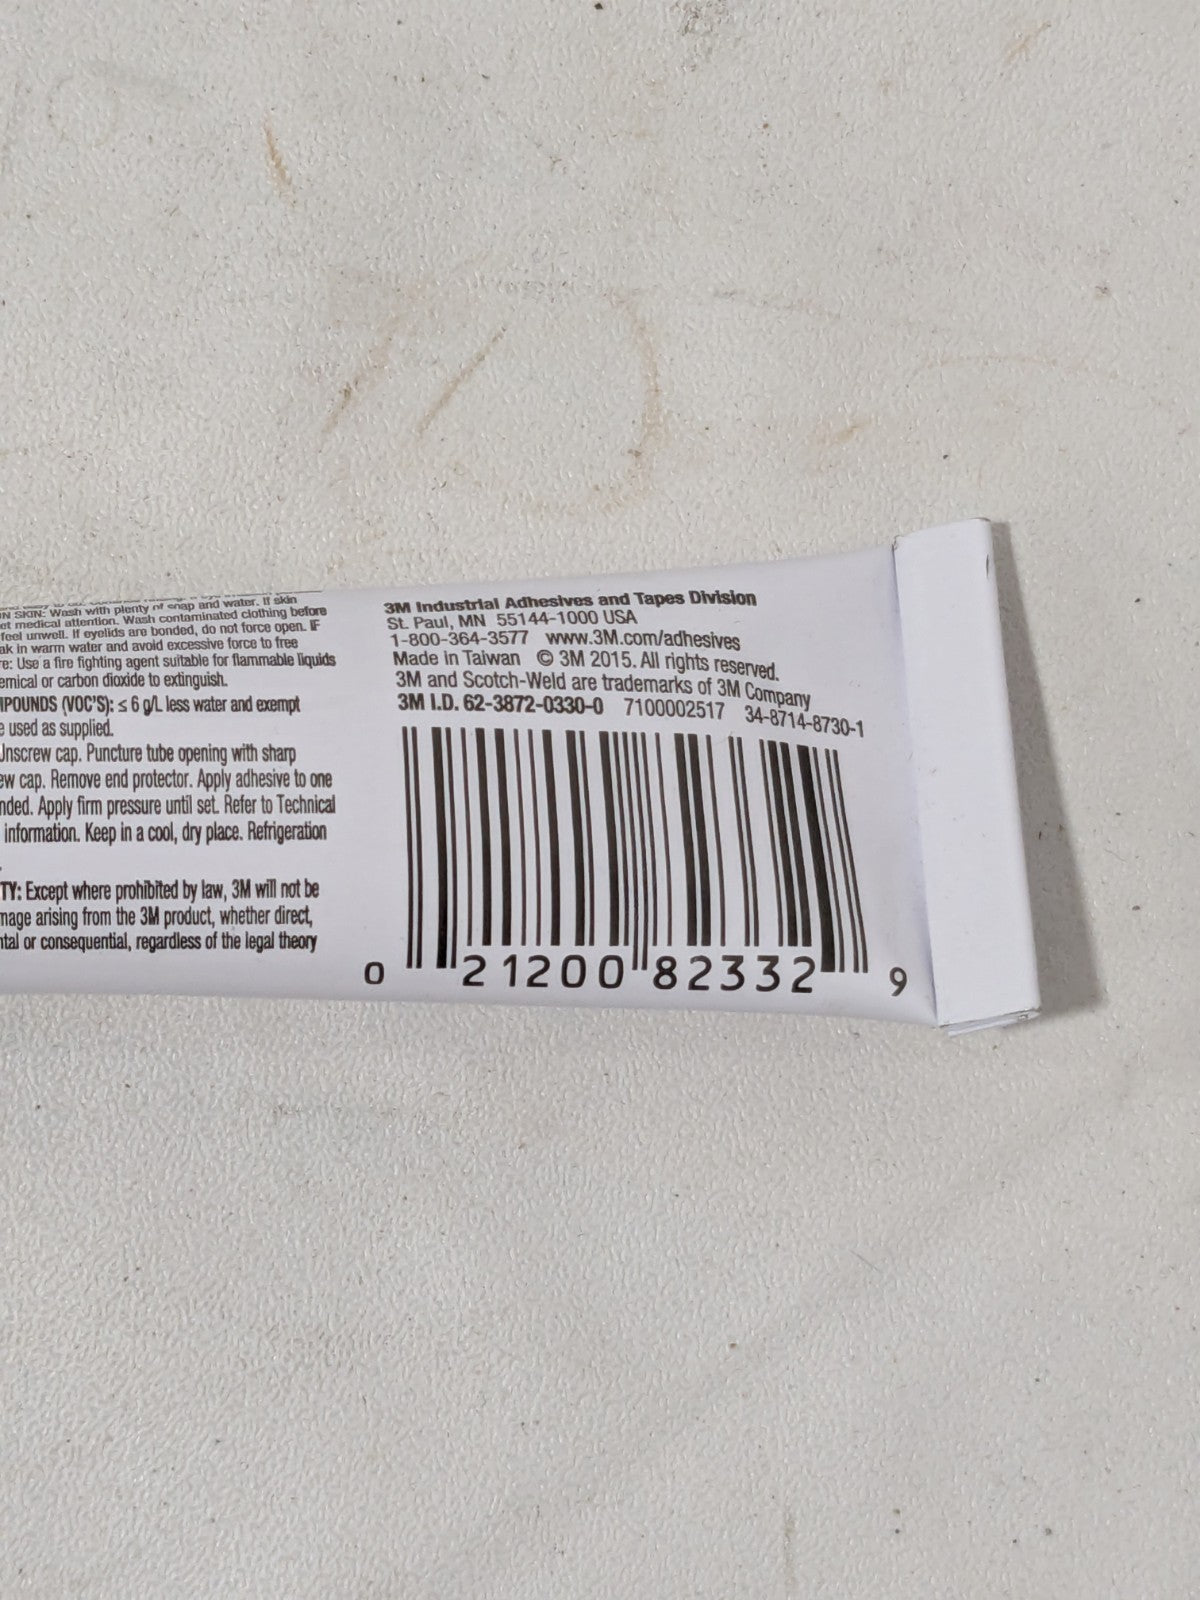 ON SKIN: Wash with plenty of soap and water. If skin
get medical attention. Wash contaminated clothing before
feel unwell. If eyelids are bonded, do not force open. IF
ak in warm water and avoid excessive force to free
re: Use a fire fighting agent suitable for flammable liquids
emical or carbon dioxide to extinguish.
MPOUNDS (VOC'S): ≤ 6 g/L less water and exempt
e used as supplied.
Unscrew cap. Puncture tube opening with sharp
ew cap. Remove end protector. Apply adhesive to one
nded. Apply firm pressure until set. Refer to Technical
information. Keep in a cool, dry place. Refrigeration
TY: Except where prohibited by law, 3M will not be
mage arising from the 3M product, whether direct,
ntal or consequential, regardless of the legal theory
3M Industrial Adhesives and Tapes Division
St. Paul, MN 55144-1000 USA
1-800-364-3577 www.3M.com/adhesives
Made in Taiwan © 3M 2015. All rights reserved.
3M and Scotch-Weld are trademarks of 3M Company
3M I.D. 62-3872-0330-0 7100002517 34-8714-8730-1
0 21200 82332 9